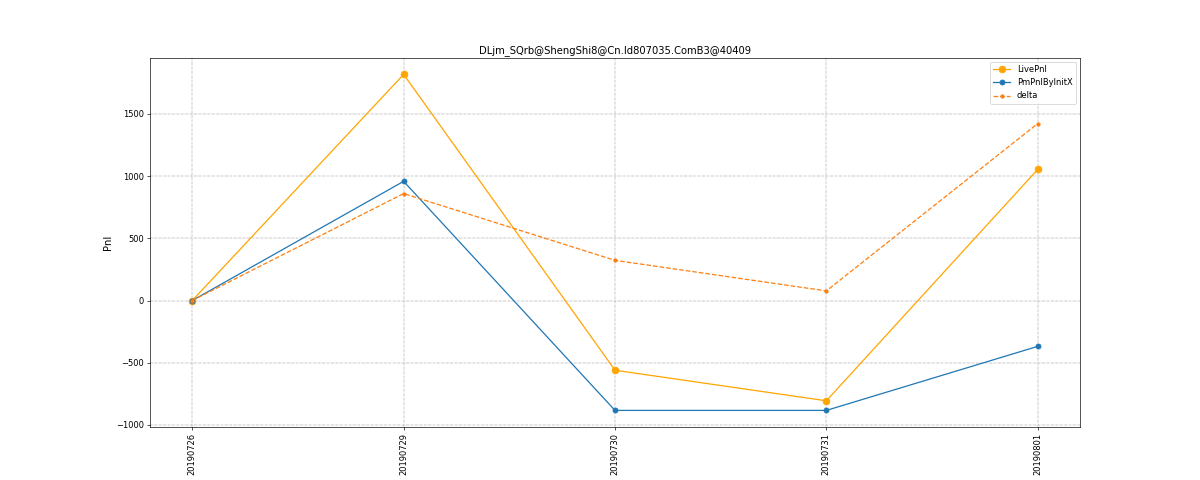 DLjm_SQrb@ShengShi8@Cn.Id807035.ComB3@40409
LivePnl
PmPnlByInitX
delta
Pnl
1500
1000
500
0
−500
−1000
20190726
20190729
20190730
20190731
20190801